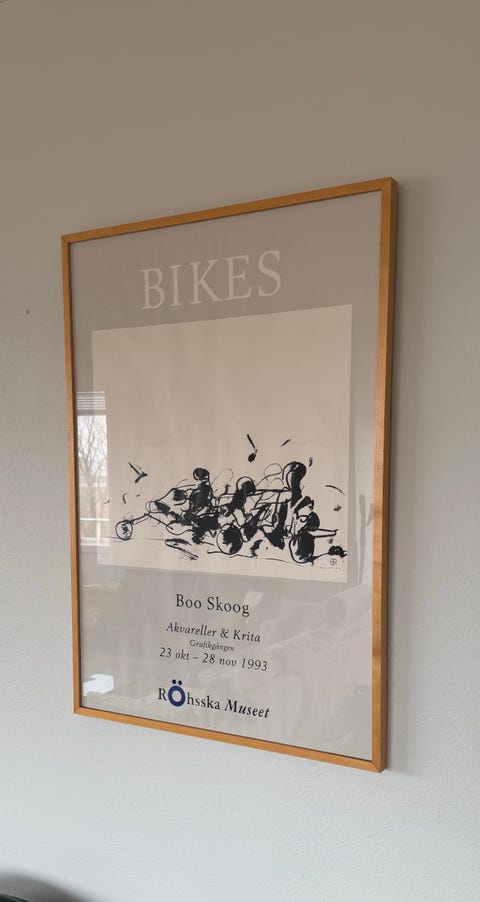 BIKES
Boo Skoog
Akvareller & Krita
Grafikgången
23 okt – 28 nov 1993
Röhsska Museet